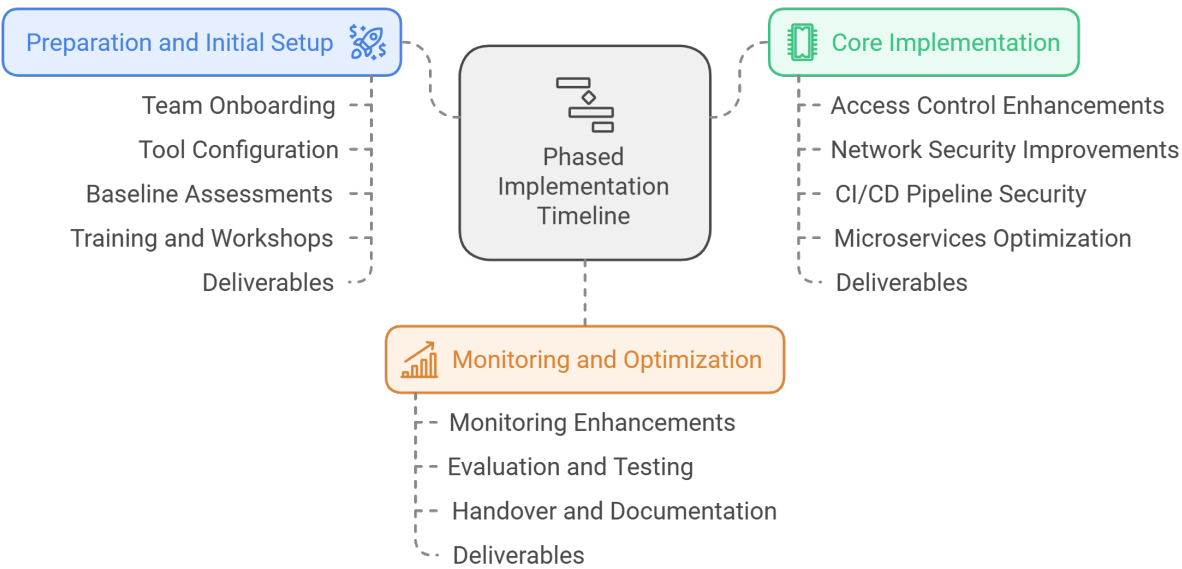 Preparation and Initial Setup
Team Onboarding
Tool Configuration
Baseline Assessments
Training and Workshops
Deliverables
Phased
Implementation
Timeline
Core Implementation
Access Control Enhancements
Network Security Improvements
CI/CD Pipeline Security
Microservices Optimization
Deliverables
Monitoring and Optimization
Monitoring Enhancements
Evaluation and Testing
Handover and Documentation
Deliverables